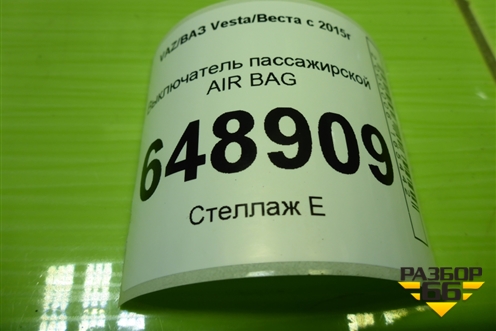 VAZ/ВАЗ Vesta/Веста с 2015г
Выключатель пассажирской
AIR BAG
648909
Стеллаж Е
РАЗБОР
66